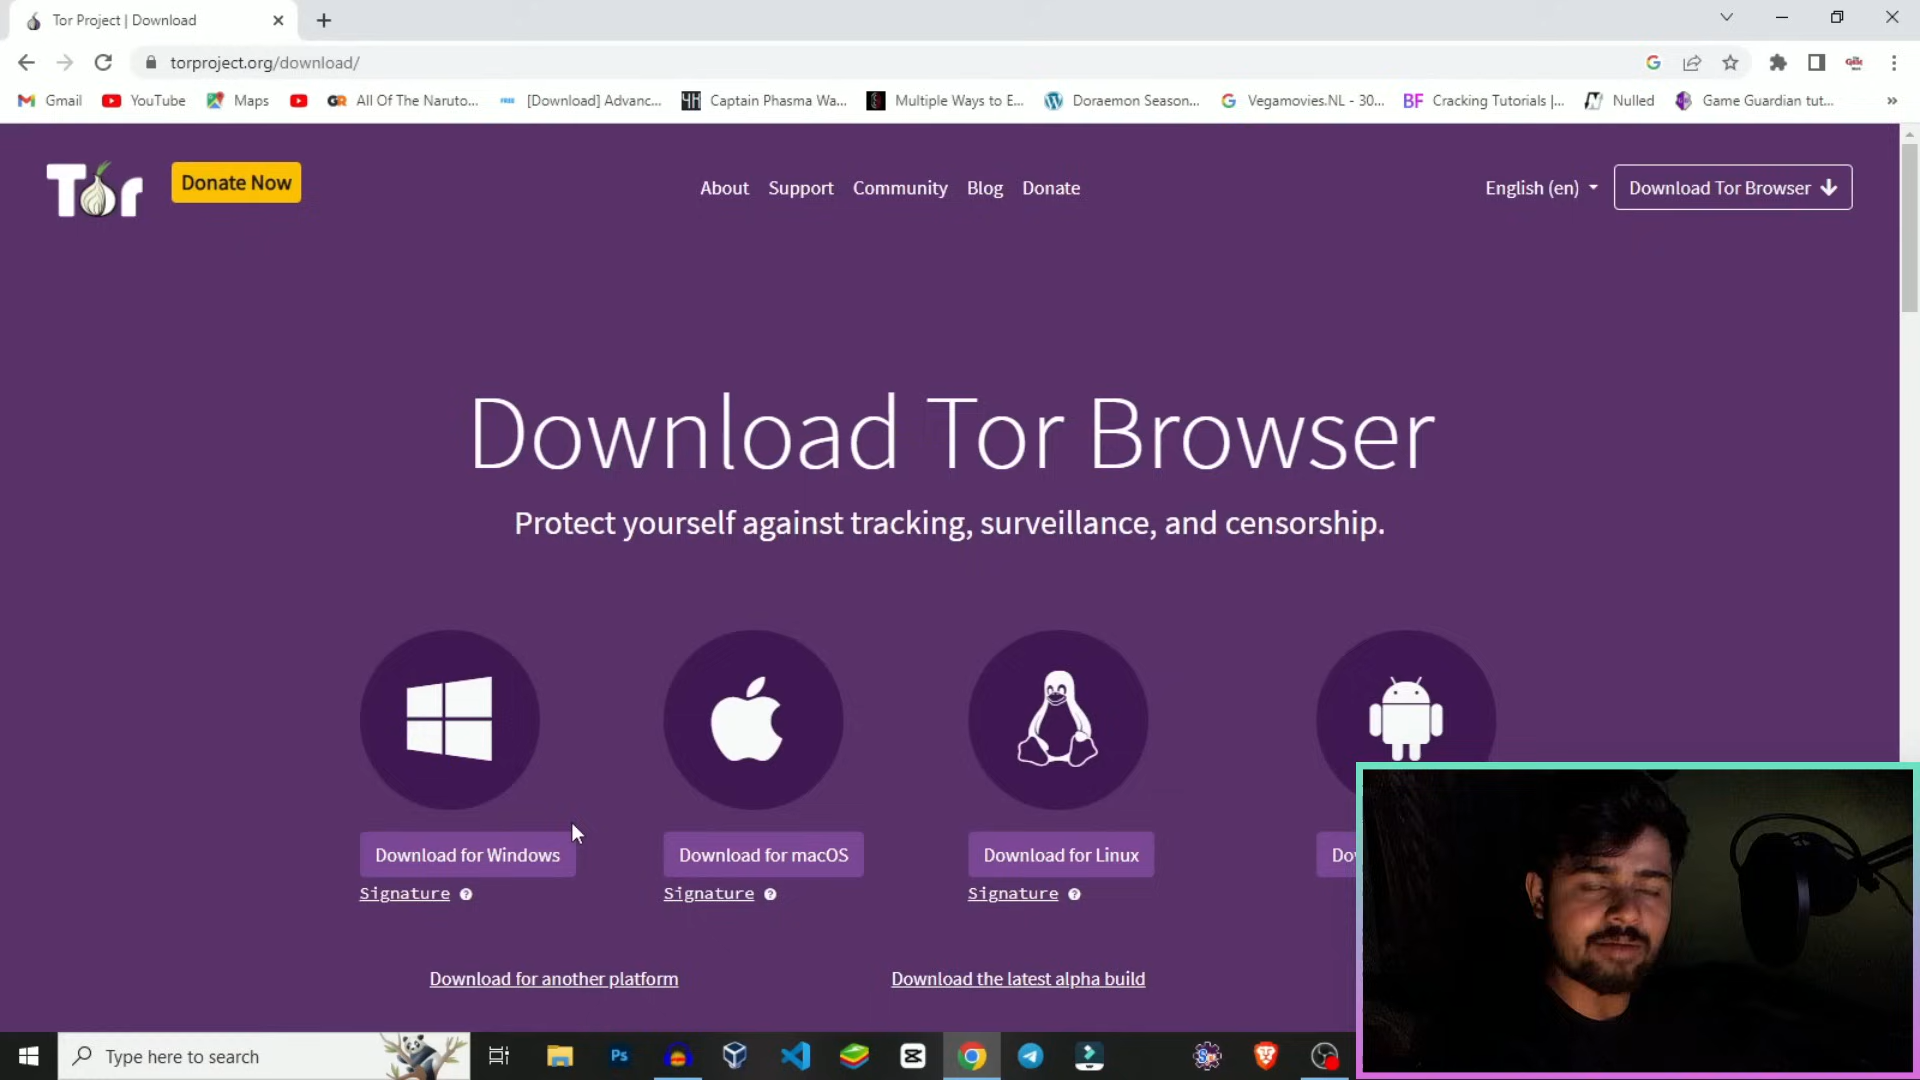 Tor Project | Download
torproject.org/download/
Gmail YouTube Maps All Of The Naruto... [Download] Advanc... Captain Phasma Wa... Multiple Ways to E... Doraemon Season... Vegamovies.NL - 30... BF Cracking Tutorials |... Nulled Game Guardian tut... »
Tor Donate Now About Support Community Blog Donate English (en) Download Tor Browser
Download Tor Browser
Protect yourself against tracking, surveillance, and censorship.
Download for Windows Download for macOS Download for Linux Do
Signature ? Signature ? Signature ?
Download for another platform Download the latest alpha build
Type here to search Ps